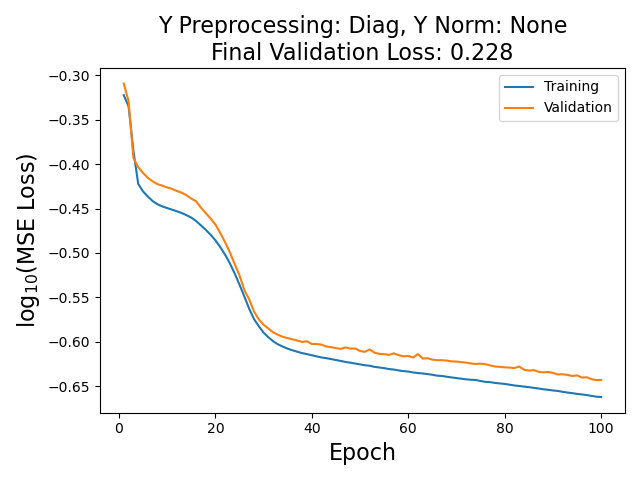 Y Preprocessing: Diag, Y Norm: None
Final Validation Loss: 0.228
Training
Validation
−0.30
−0.35
−0.40
−0.45
−0.50
−0.55
−0.60
−0.65
log₁₀(MSE Loss)
0 20 40 60 80 100
Epoch